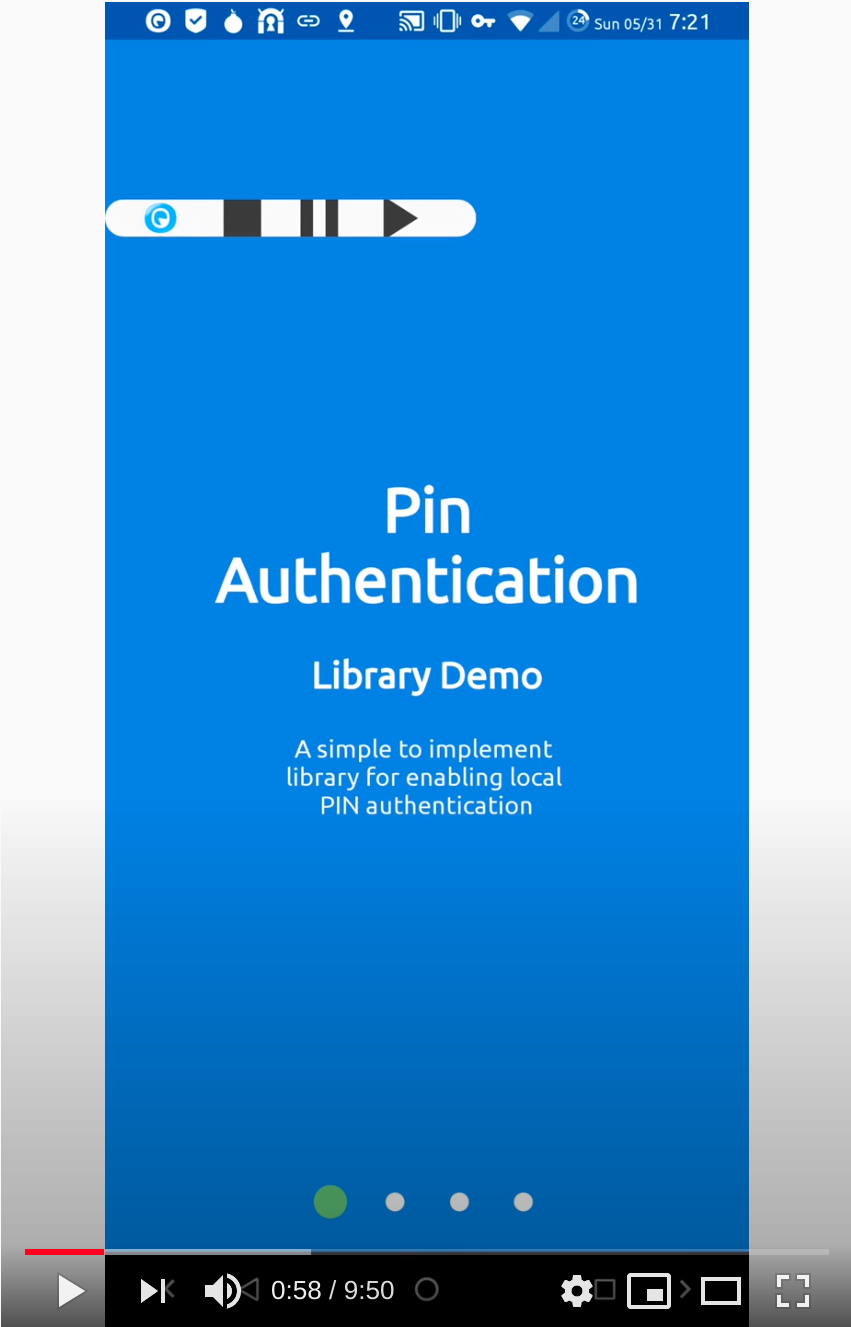 24 Sun 05/31 7:21
Pin
Authentication
Library Demo
A simple to implement
library for enabling local
PIN authentication
0:58 / 9:50